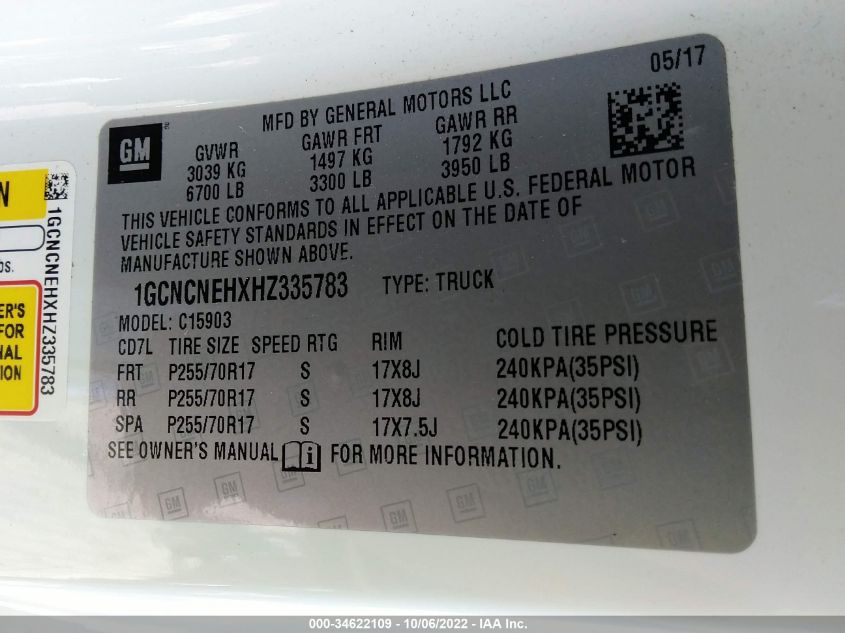 05/17
MFD BY GENERAL MOTORS LLC
GM
GVWR GAWR FRT GAWR RR
3039 KG 1497 KG 1792 KG
6700 LB 3300 LB 3950 LB
THIS VEHICLE CONFORMS TO ALL APPLICABLE U.S. FEDERAL MOTOR
VEHICLE SAFETY STANDARDS IN EFFECT ON THE DATE OF
MANUFACTURE SHOWN ABOVE.
1GCNCNEHXHZ335783 TYPE: TRUCK
MODEL: C15903
CD7L TIRE SIZE SPEED RTG RIM COLD TIRE PRESSURE
FRT P255/70R17 S 17X8J 240KPA(35PSI)
RR P255/70R17 S 17X8J 240KPA(35PSI)
SPA P255/70R17 S 17X7.5J 240KPA(35PSI)
SEE OWNER'S MANUAL i FOR MORE INFORMATION.
1GCNCNEHXHZ335783
ER'S
FOR
NAL
TION
000-34622109 - 10/06/2022 - IAA Inc.